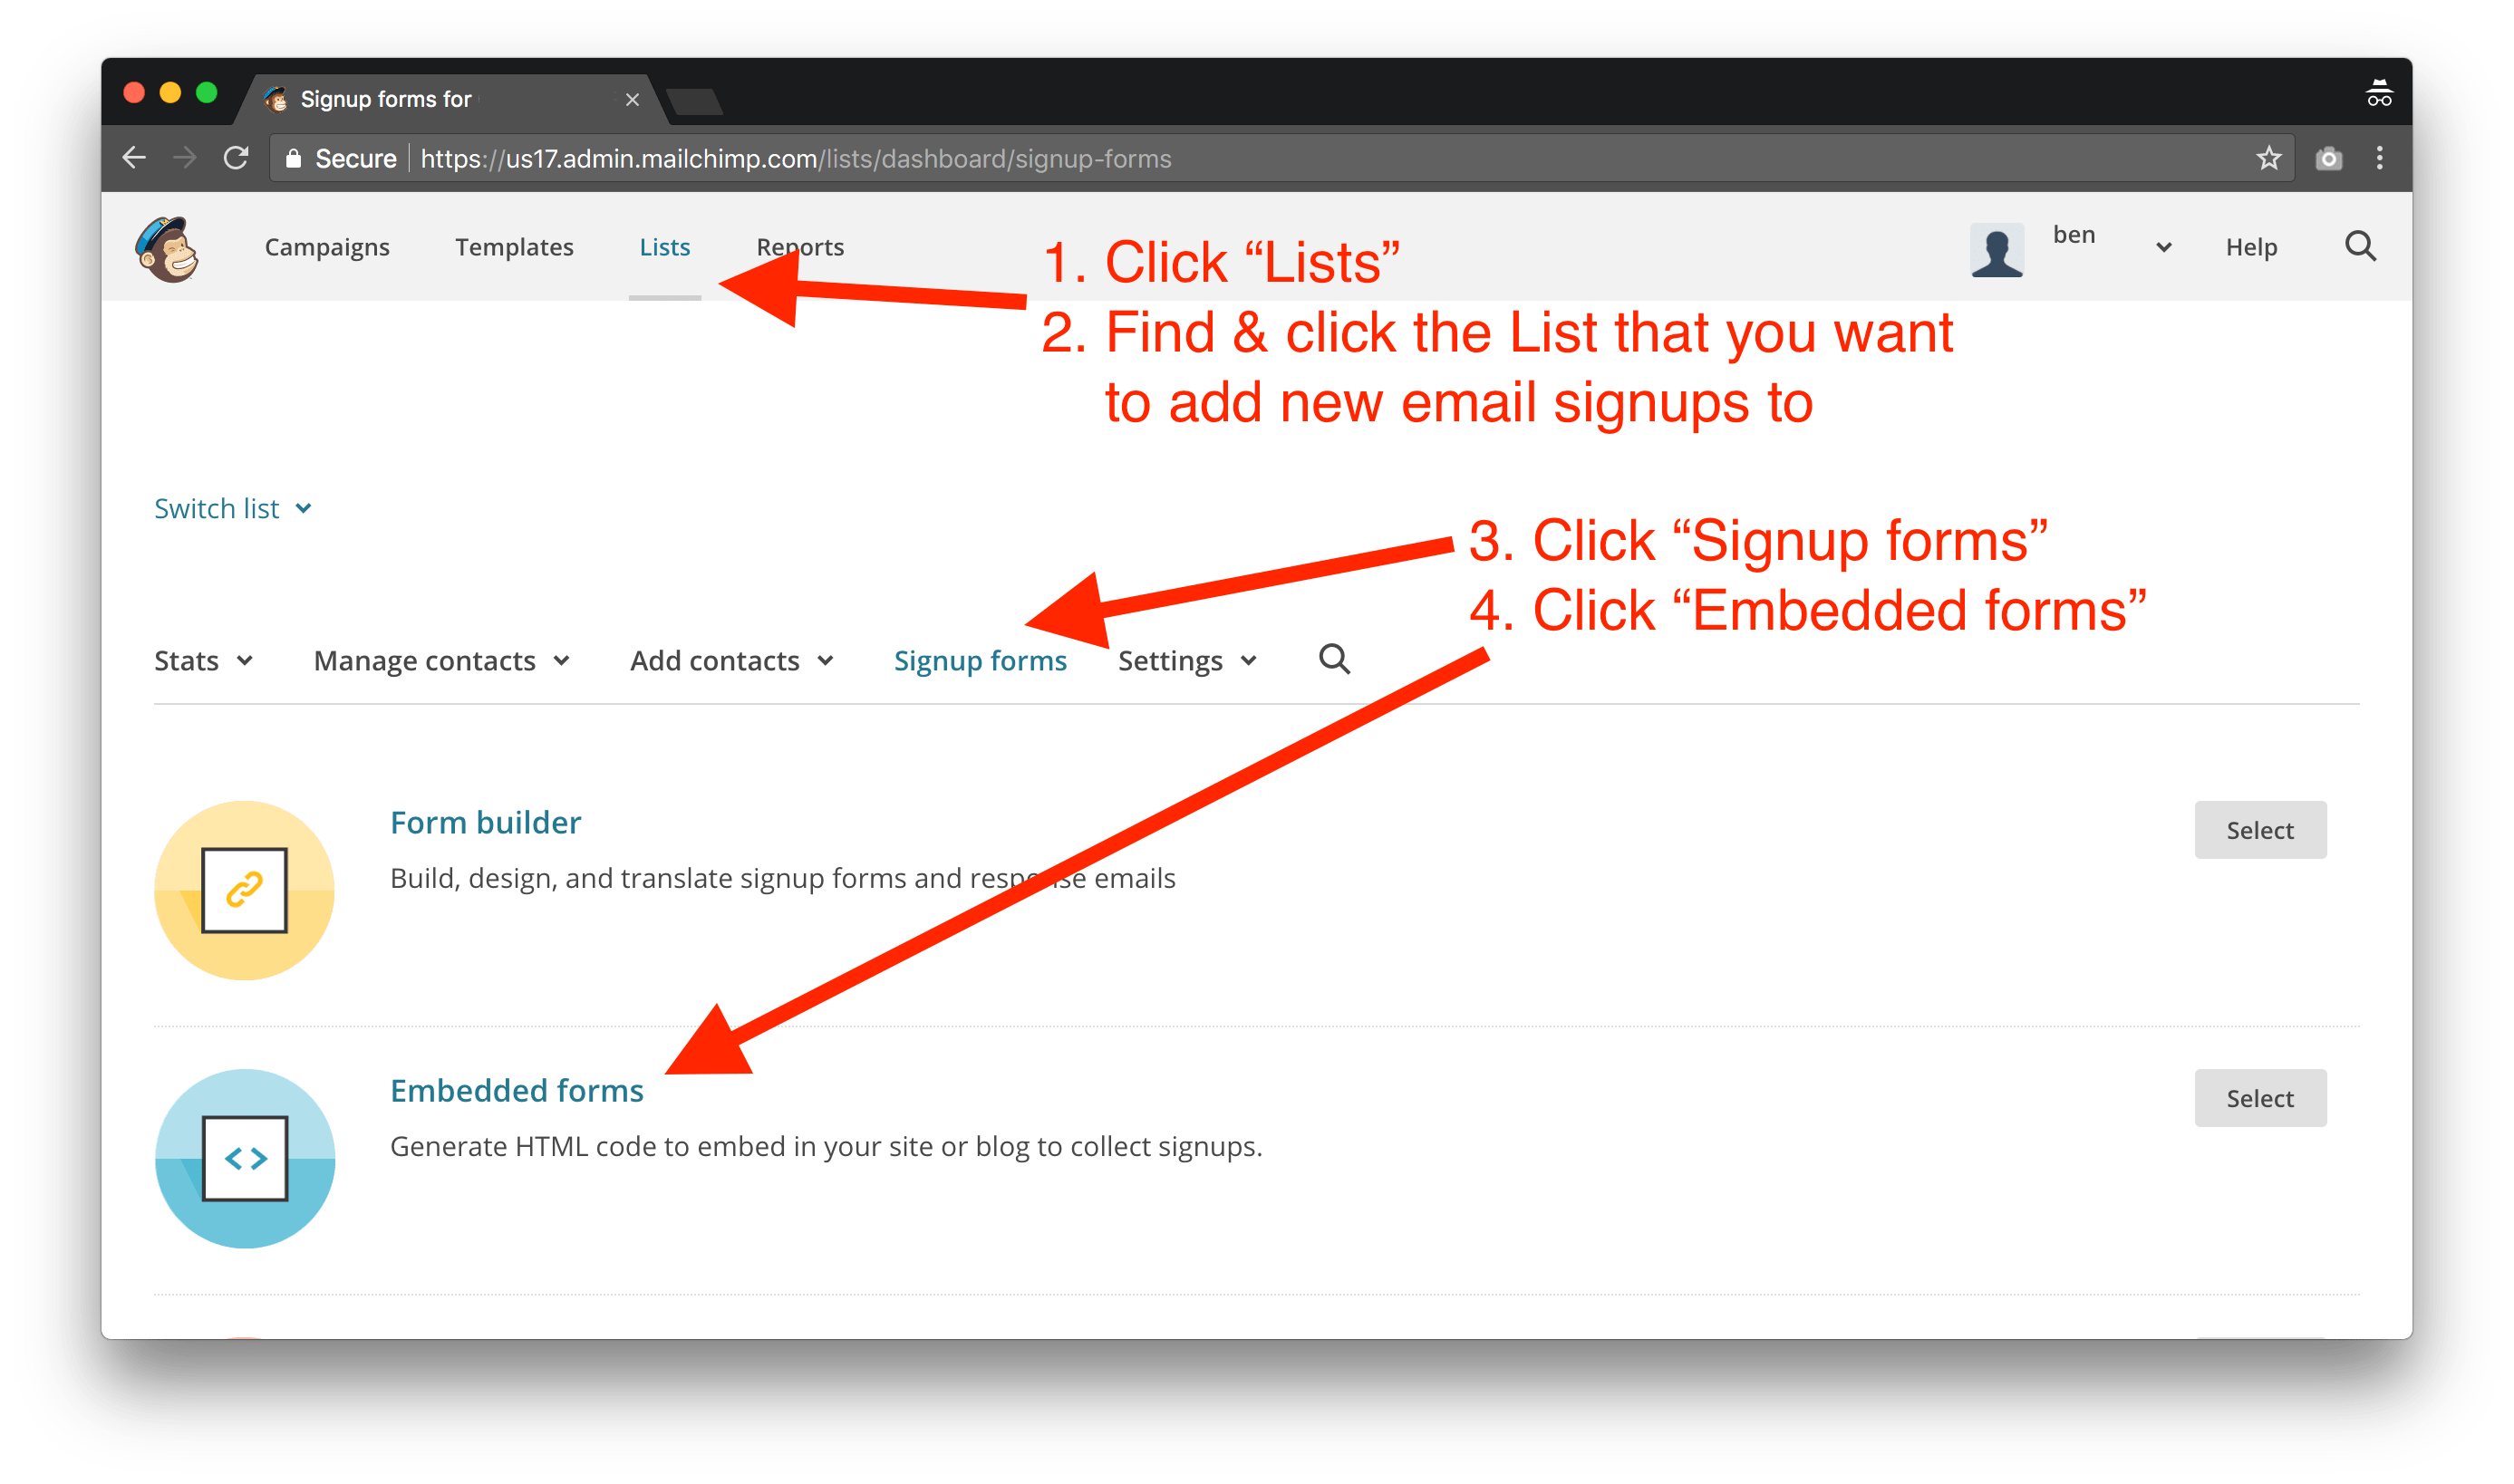 Signup forms for
Secure https://us17.admin.mailchimp.com/lists/dashboard/signup-forms
Campaigns Templates Lists Reports ben Help
1. Click “Lists”
2. Find & click the List that you want
to add new email signups to
Switch list
3. Click “Signup forms”
4. Click “Embedded forms”
Stats Manage contacts Add contacts Signup forms Settings
Form builder Select
Build, design, and translate signup forms and response emails
Embedded forms Select
Generate HTML code to embed in your site or blog to collect signups.